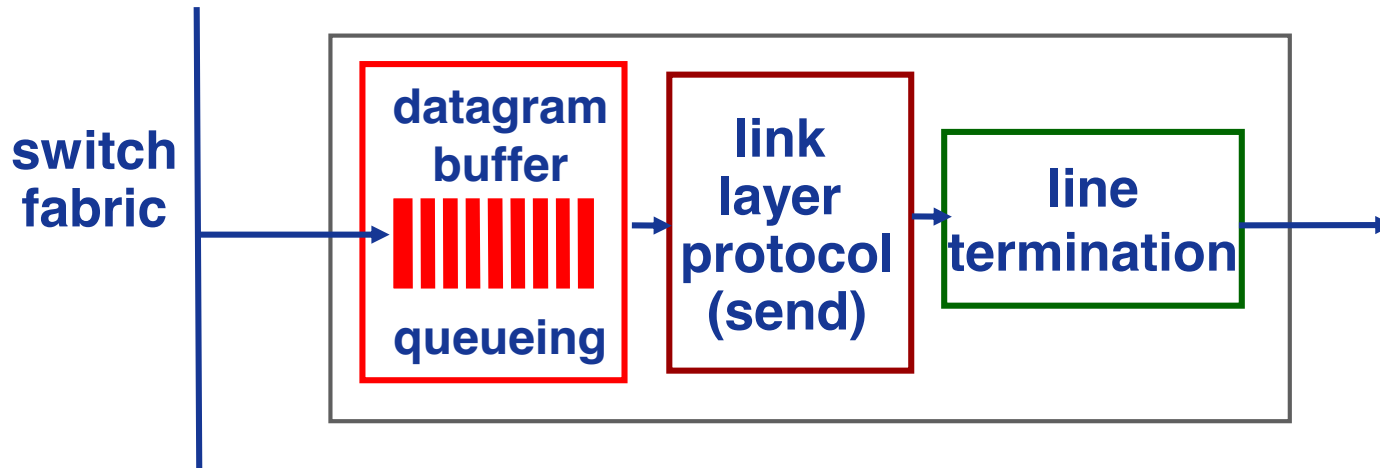 switch
fabric
datagram
buffer
queueing
link
layer
protocol
(send)
line
termination